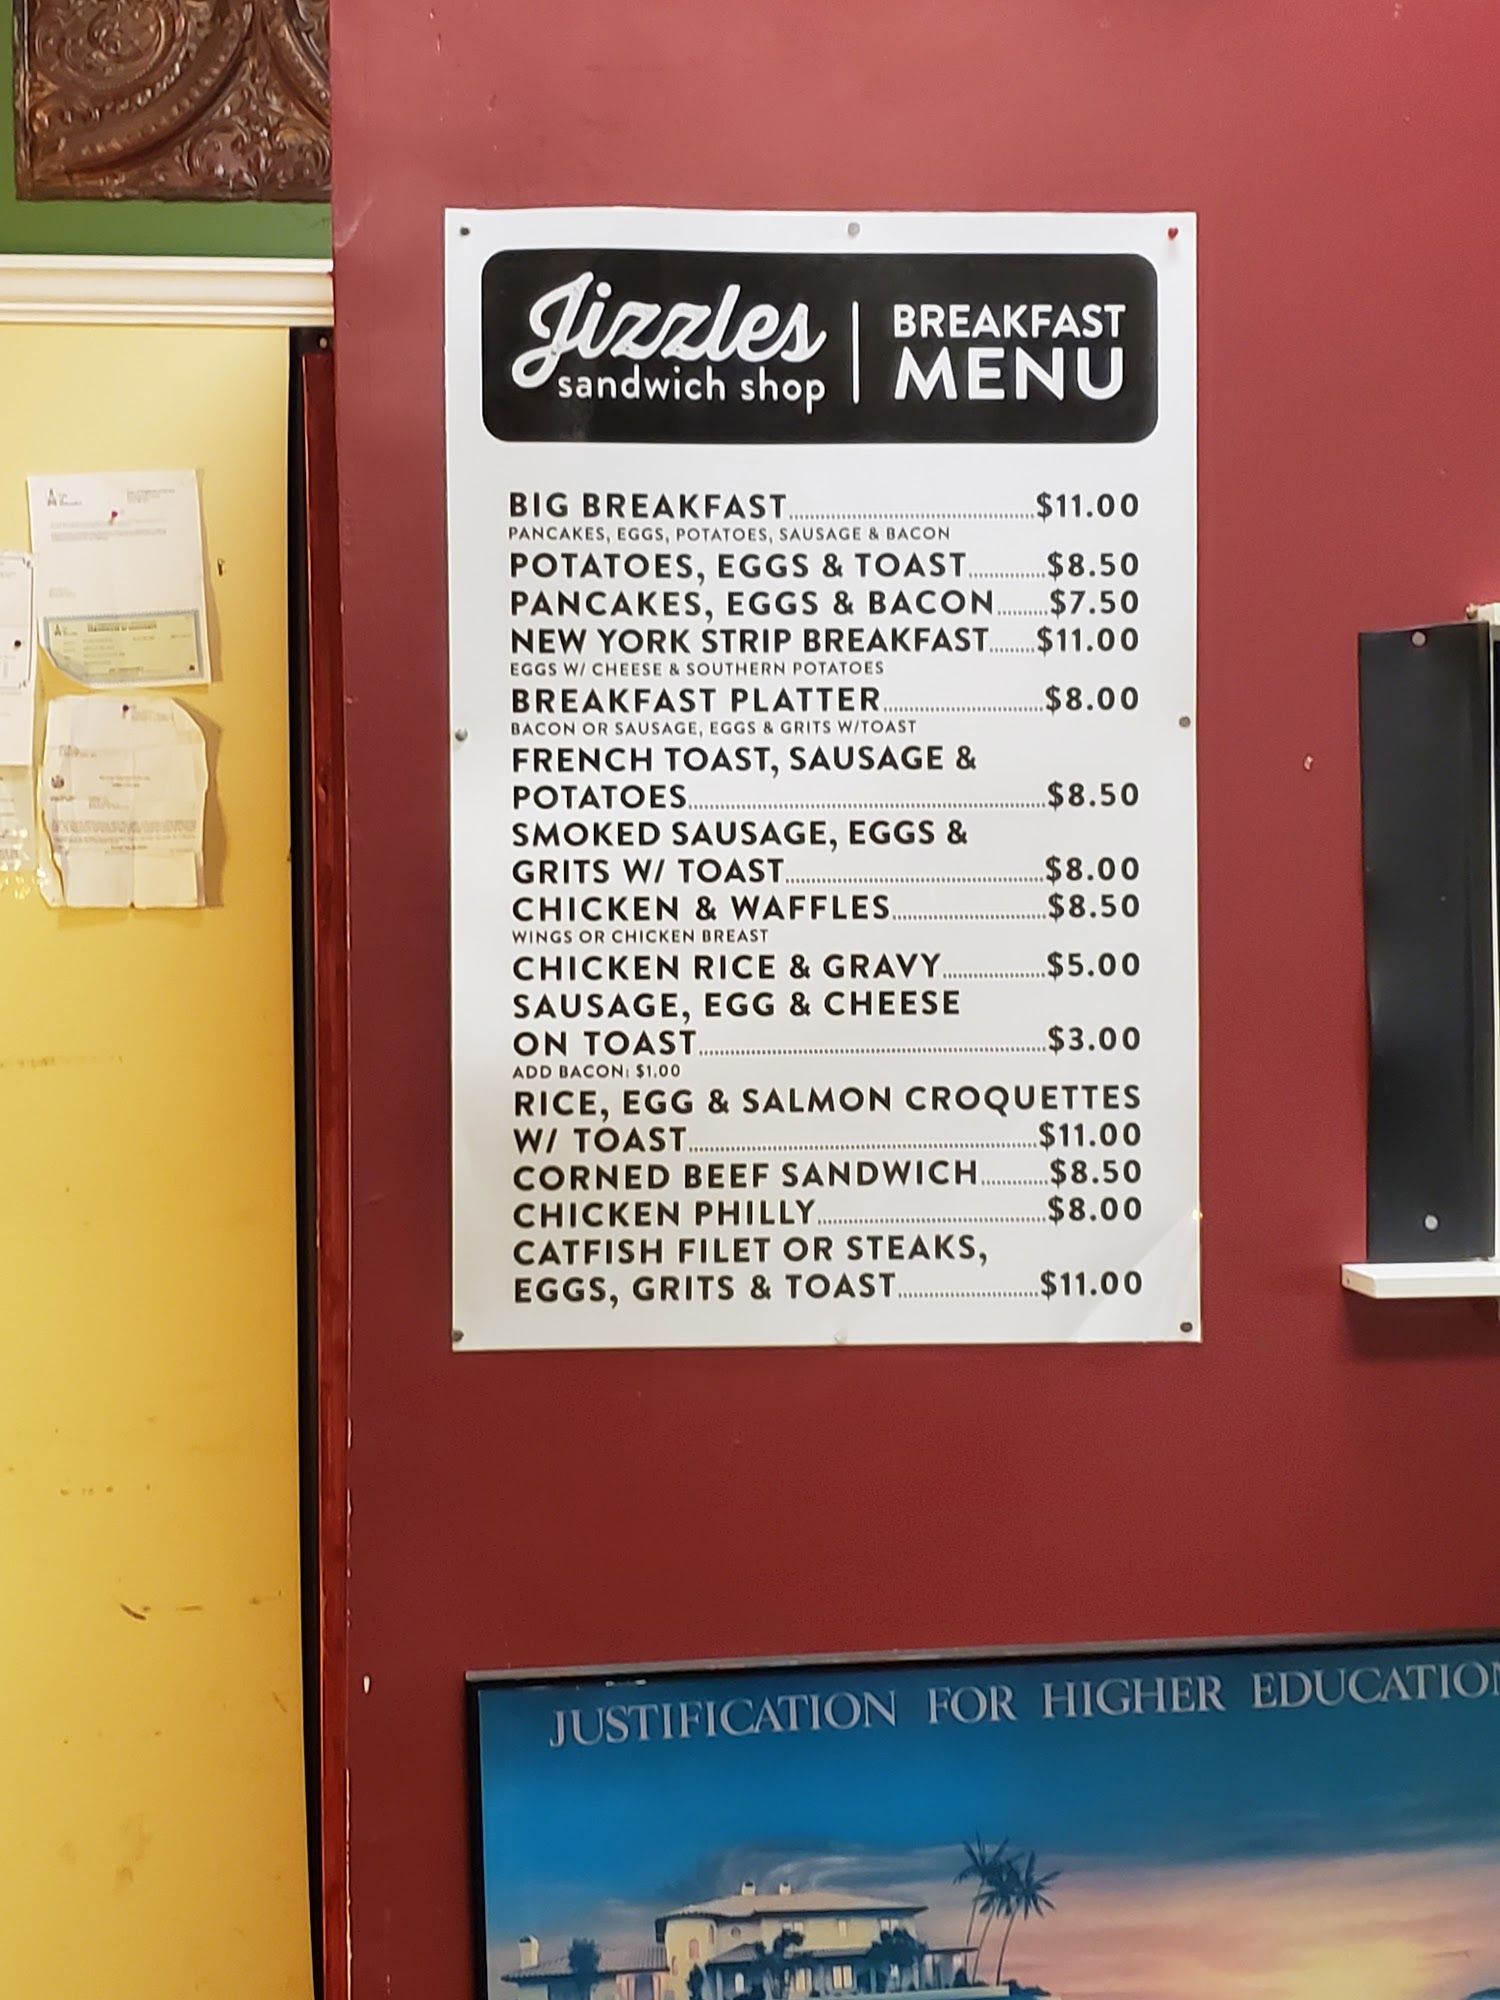 Jizzles
sandwich shop
BREAKFAST
MENU
BIG BREAKFAST $11.00
PANCAKES, EGGS, POTATOES, SAUSAGE & BACON
POTATOES, EGGS & TOAST $8.50
PANCAKES, EGGS & BACON $7.50
NEW YORK STRIP BREAKFAST $11.00
EGGS W/ CHEESE & SOUTHERN POTATOES
BREAKFAST PLATTER $8.00
BACON OR SAUSAGE, EGGS & GRITS W/TOAST
FRENCH TOAST, SAUSAGE &
POTATOES $8.50
SMOKED SAUSAGE, EGGS &
GRITS W/ TOAST $8.00
CHICKEN & WAFFLES $8.50
WINGS OR CHICKEN BREAST
CHICKEN RICE & GRAVY $5.00
SAUSAGE, EGG & CHEESE
ON TOAST $3.00
ADD BACON: $1.00
RICE, EGG & SALMON CROQUETTES
W/ TOAST $11.00
CORNED BEEF SANDWICH $8.50
CHICKEN PHILLY $8.00
CATFISH FILET OR STEAKS,
EGGS, GRITS & TOAST $11.00
JUSTIFICATION FOR HIGHER EDUCATION